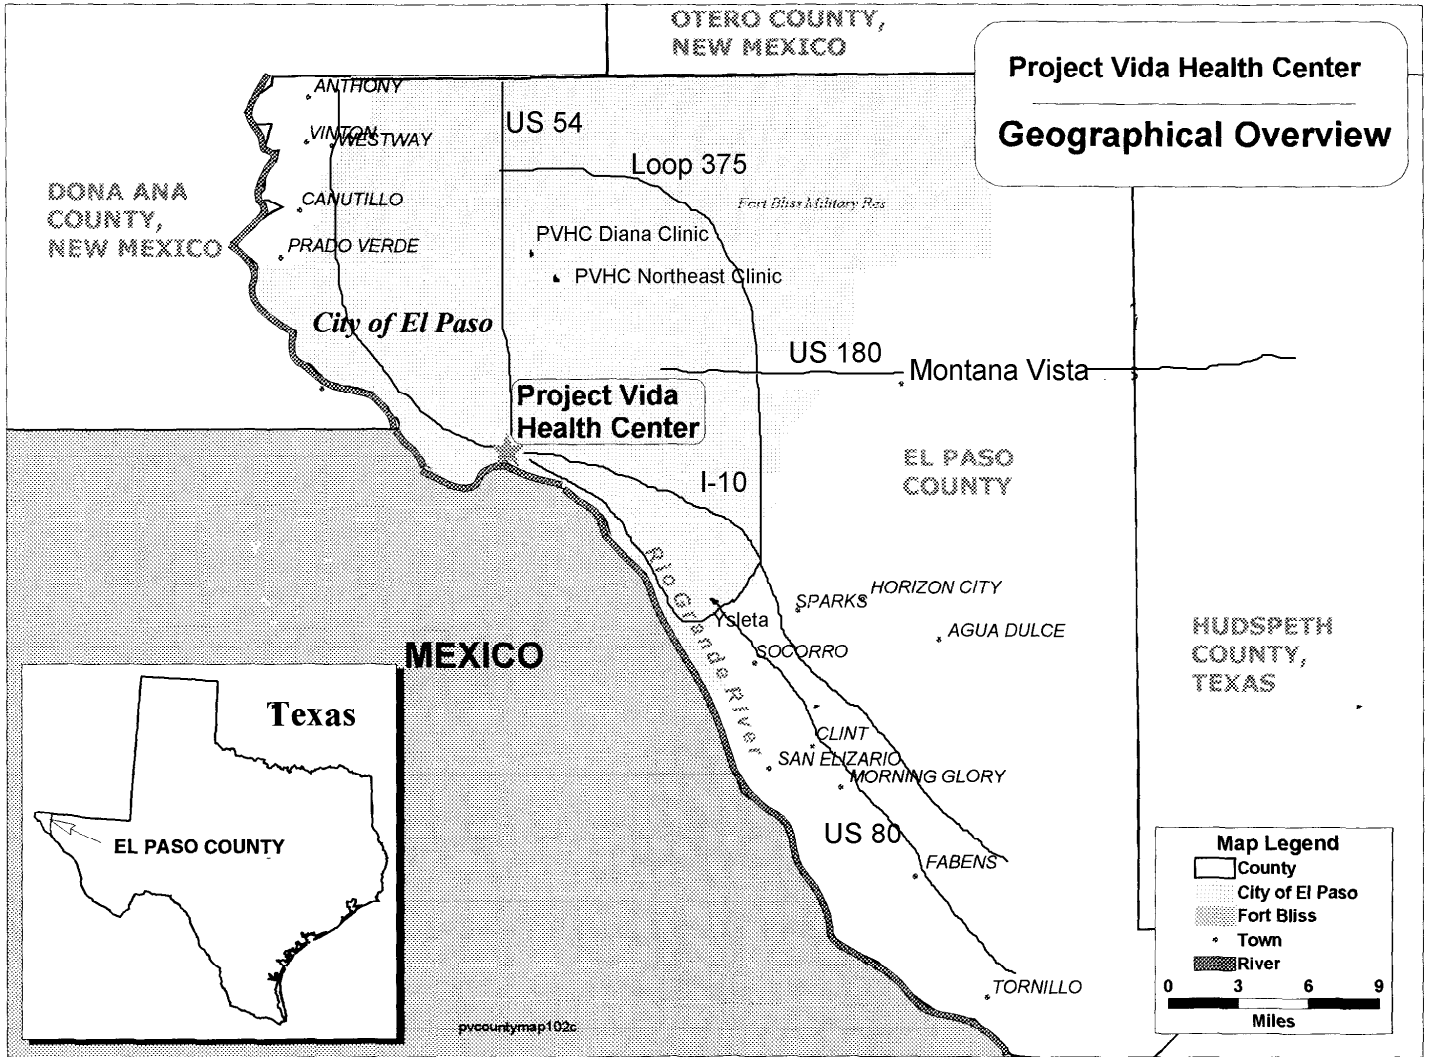 OTERO COUNTY,
NEW MEXICO
Project Vida Health Center
Geographical Overview
ANTHONY
US 54
VINTON
WESTWAY
Loop 375
DONA ANA
COUNTY,
NEW MEXICO
CANUTILLO
Fort Bliss Military Res
PRADO VERDE
PVHC Diana Clinic
PVHC Northeast Clinic
City of El Paso
US 180
Montana Vista
Project Vida
Health Center
I-10
EL PASO
COUNTY
Rio Grande River
SPARKS
HORIZON CITY
Ysleta
AGUA DULCE
HUDSPETH
COUNTY,
TEXAS
SOCORRO
MEXICO
Texas
CLINT
SAN ELIZARIO
MORNING GLORY
US 80
EL PASO COUNTY
FABENS
TORNILLO
pvcountymap102c
Map Legend
County
City of El Paso
Fort Bliss
Town
River
0 3 6 9
Miles